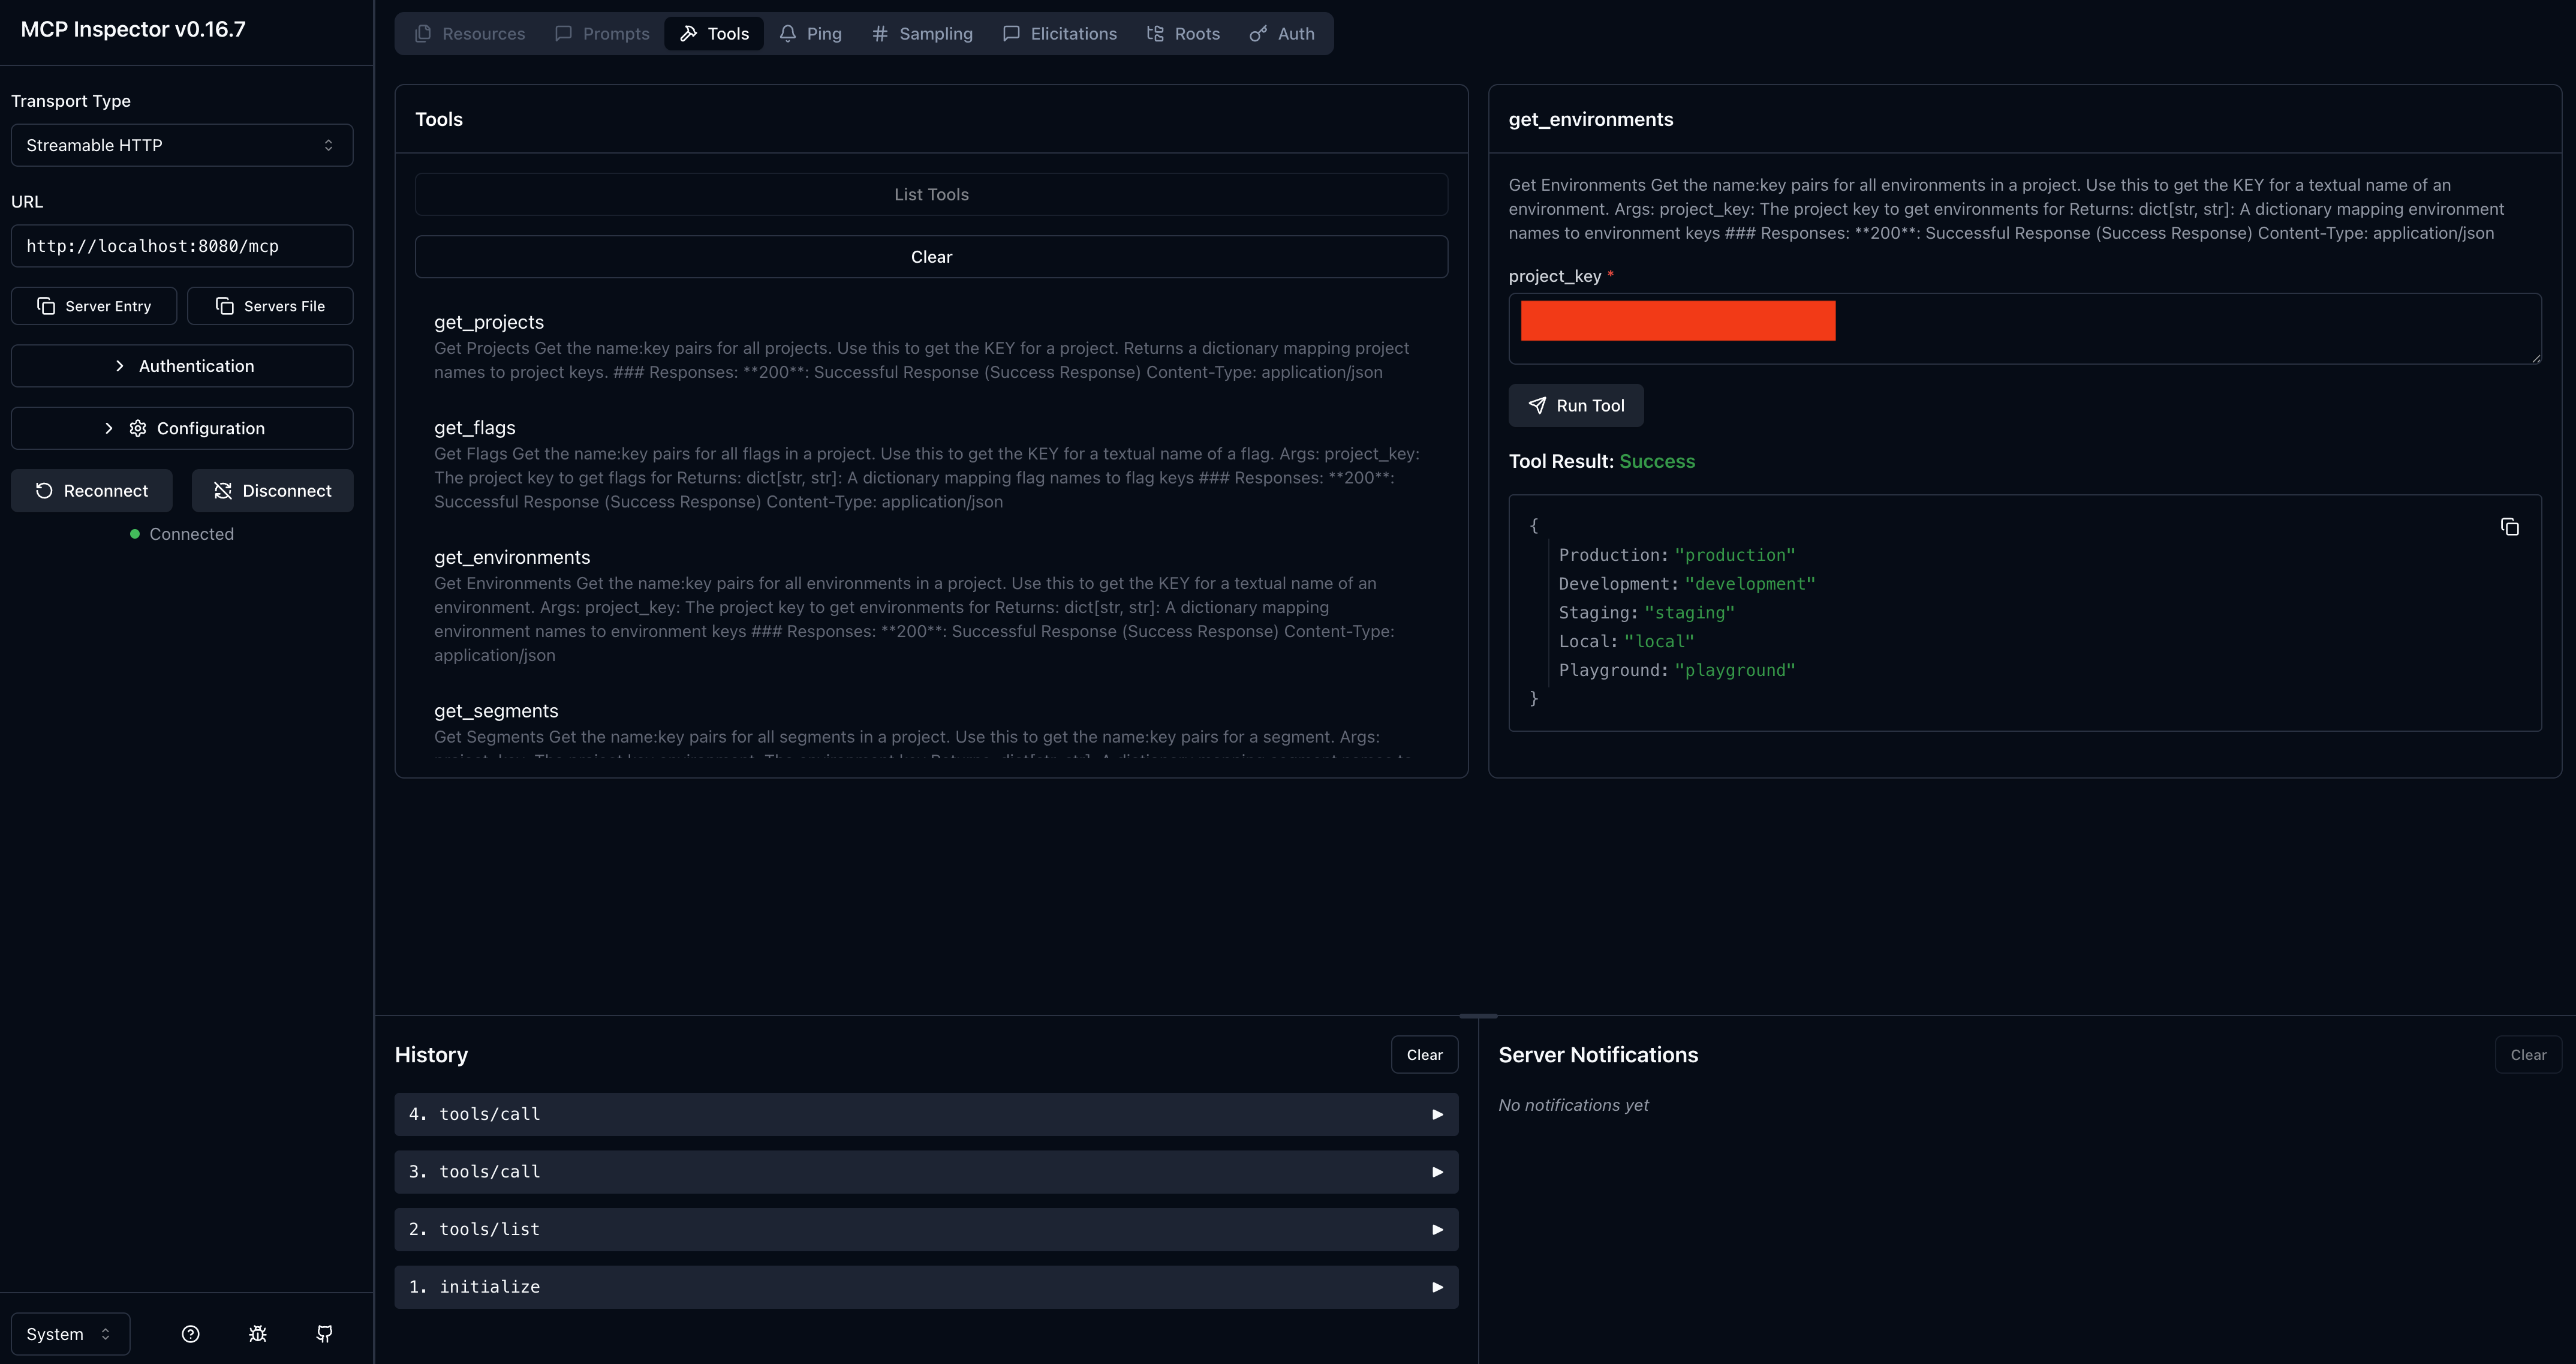 MCP Inspector v0.16.7
Transport Type
Streamable HTTP
URL
http://localhost:8080/mcp
Server Entry
Servers File
Authentication
Configuration
Reconnect
Disconnect
Connected
System
Resources
Prompts
Tools
Ping
Sampling
Elicitations
Roots
Auth
Tools
List Tools
Clear
get_projects
Get Projects Get the name:key pairs for all projects. Use this to get the KEY for a project. Returns a dictionary mapping project
names to project keys. ### Responses: **200**: Successful Response (Success Response) Content-Type: application/json
get_flags
Get Flags Get the name:key pairs for all flags in a project. Use this to get the KEY for a textual name of a flag. Args: project_key:
The project key to get flags for Returns: dict[str, str]: A dictionary mapping flag names to flag keys ### Responses: **200**:
Successful Response (Success Response) Content-Type: application/json
get_environments
Get Environments Get the name:key pairs for all environments in a project. Use this to get the KEY for a textual name of an
environment. Args: project_key: The project key to get environments for Returns: dict[str, str]: A dictionary mapping
environment names to environment keys ### Responses: **200**: Successful Response (Success Response) Content-Type:
application/json
get_segments
Get Segments Get the name:key pairs for all segments in a project. Use this to get the name:key pairs for a segment. Args:
get_environments
Get Environments Get the name:key pairs for all environments in a project. Use this to get the KEY for a textual name of an
environment. Args: project_key: The project key to get environments for Returns: dict[str, str]: A dictionary mapping environment
names to environment keys ### Responses: **200**: Successful Response (Success Response) Content-Type: application/json
project_key *
Run Tool
Tool Result: Success
{
Production: "production"
Development: "development"
Staging: "staging"
Local: "local"
Playground: "playground"
}
History
Clear
4. tools/call
3. tools/call
2. tools/list
1. initialize
Server Notifications
Clear
No notifications yet